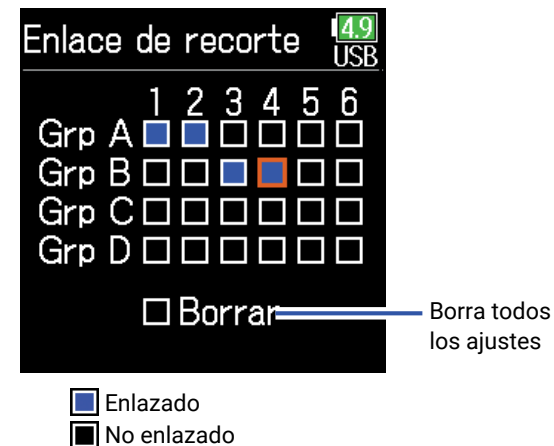 Enlace de recorte 4.9
USB
1 2 3 4 5 6
Grp A
Grp B
Grp C
Grp D
Borrar
Borra todos
los ajustes
Enlazado
No enlazado